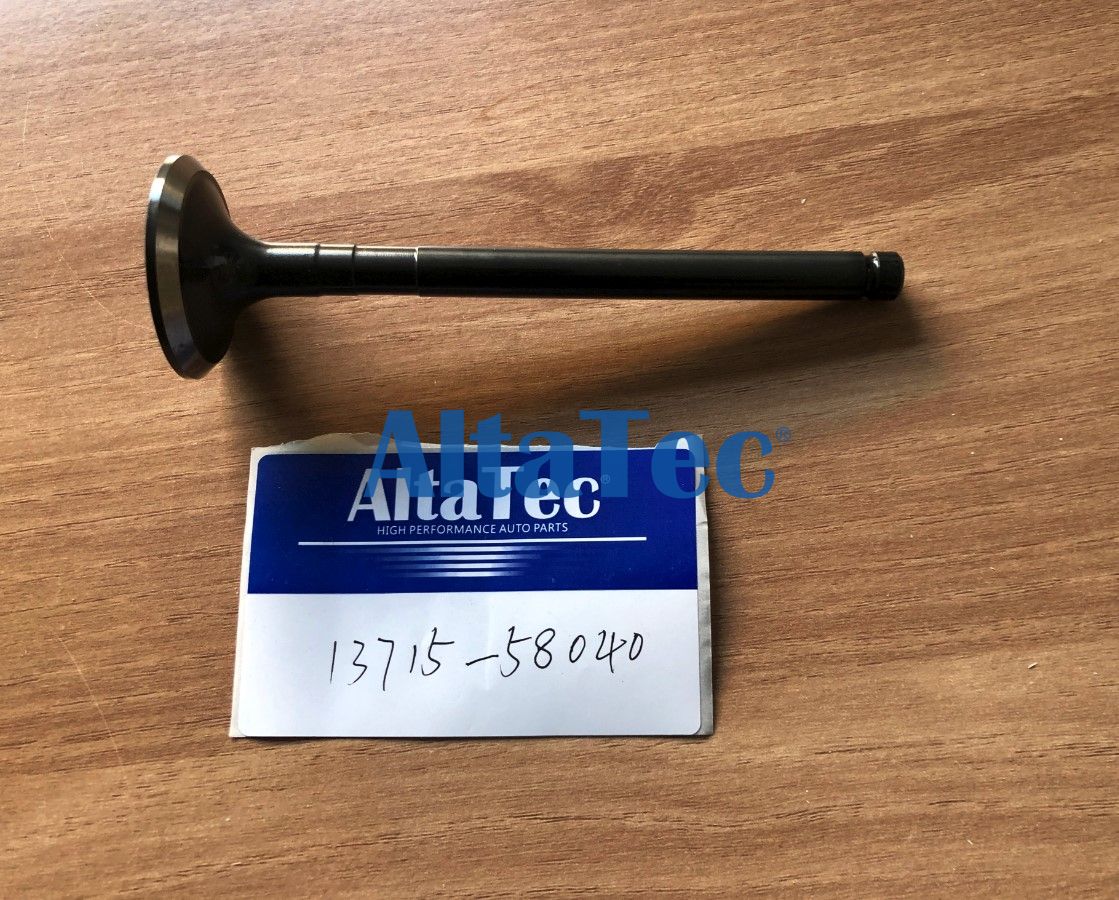 AltaTec®
AltaTec®
HIGH PERFORMANCE AUTO PARTS
13715-58040